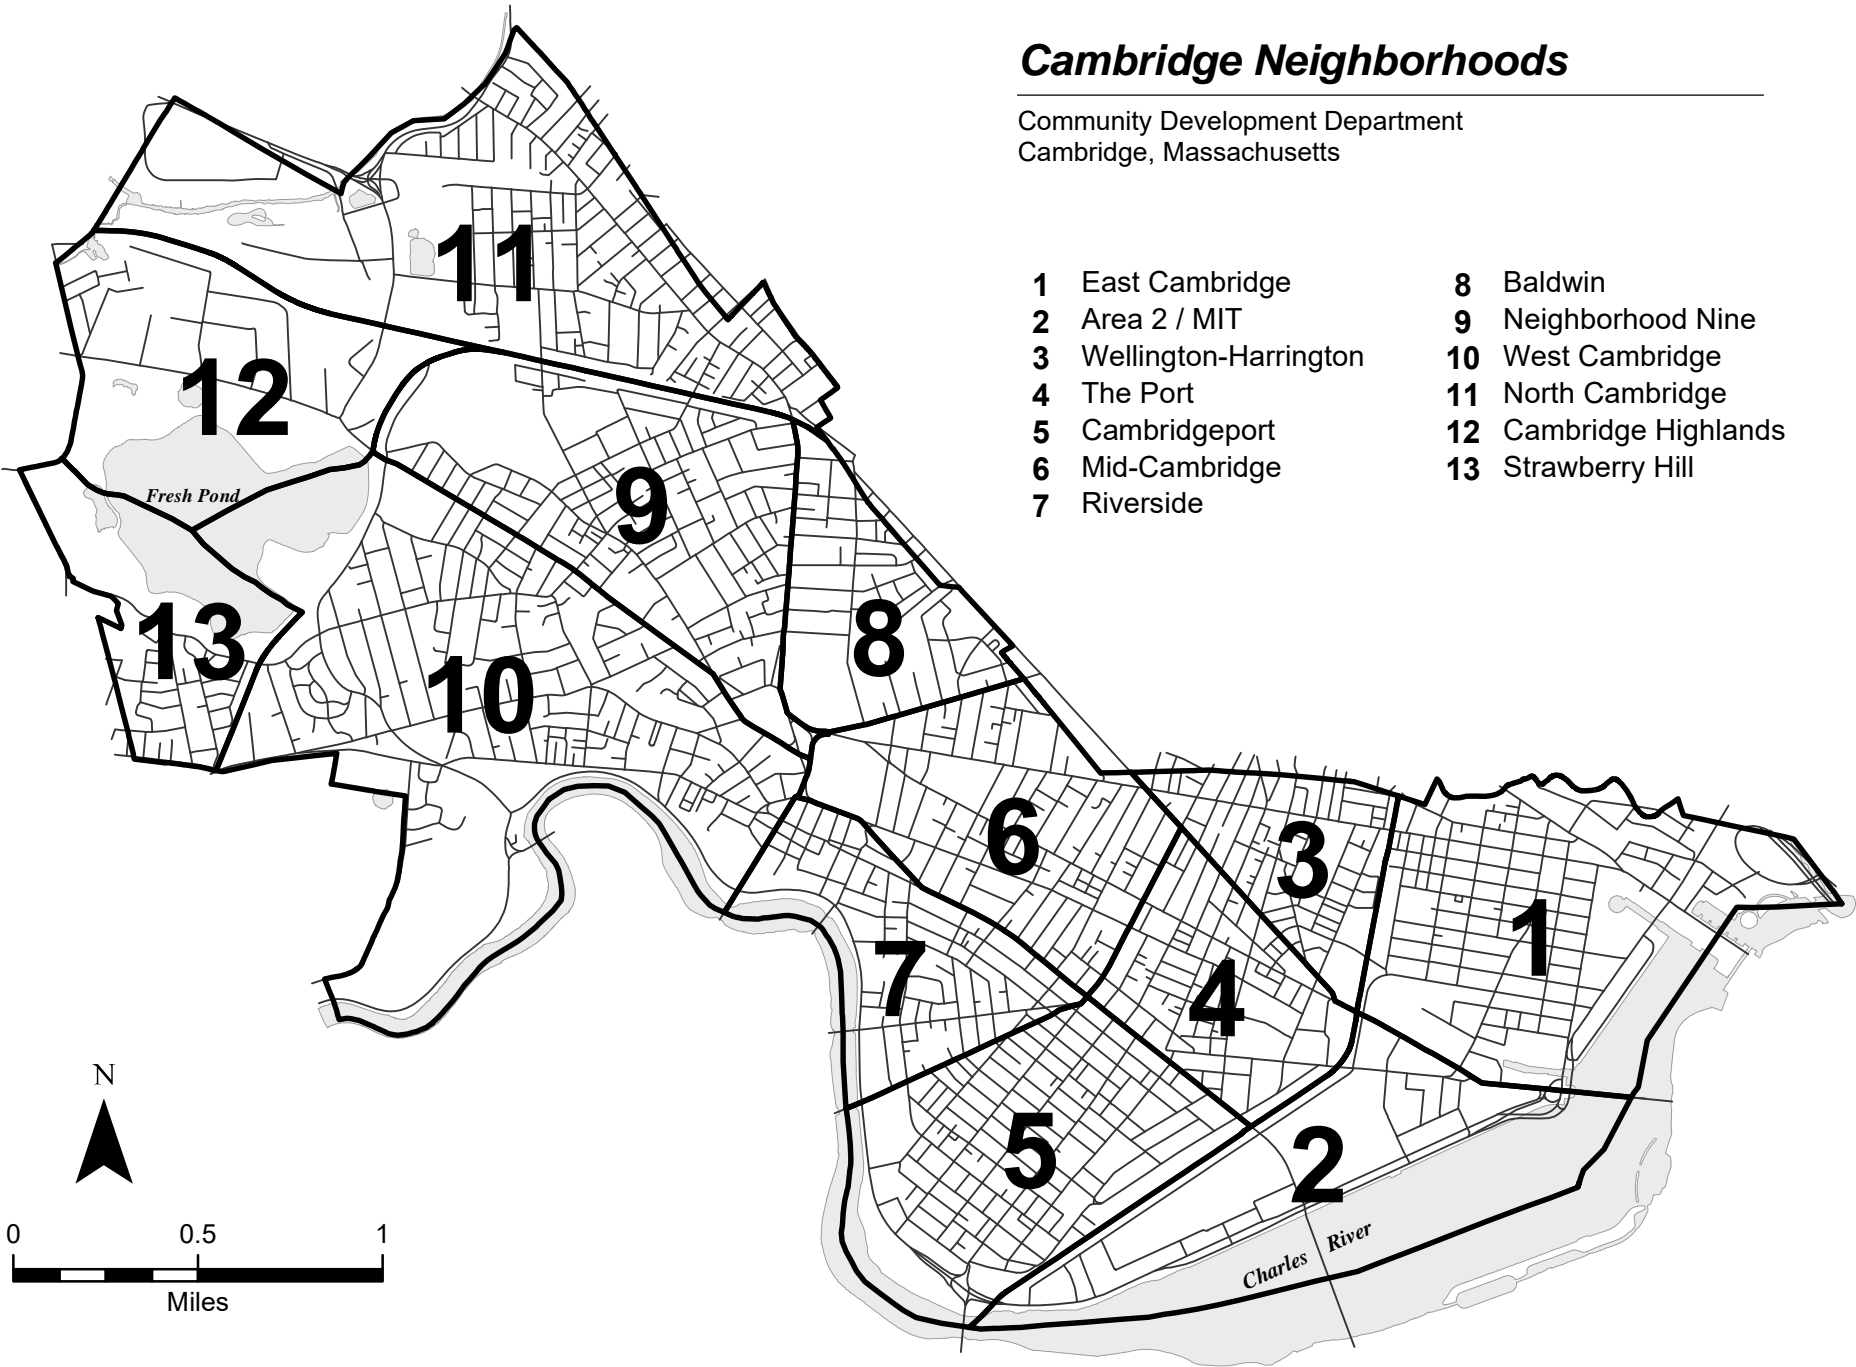 Cambridge Neighborhoods
Community Development Department
Cambridge, Massachusetts
1 East Cambridge
2 Area 2 / MIT
3 Wellington-Harrington
4 The Port
5 Cambridgeport
6 Mid-Cambridge
7 Riverside
8 Baldwin
9 Neighborhood Nine
10 West Cambridge
11 North Cambridge
12 Cambridge Highlands
13 Strawberry Hill
11
12
Fresh Pond
9
13
8
10
6
3
1
7
4
5
2
Charles River
N
0 0.5 1
Miles